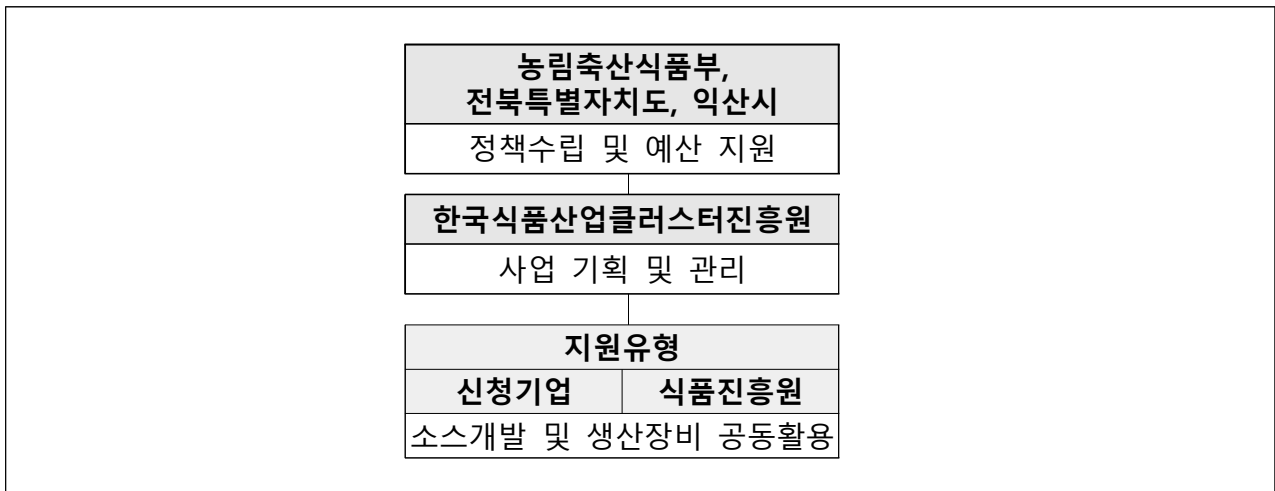 농림축산식품부,
전북특별자치도, 익산시
정책수립 및 예산 지원
한국식품산업클러스터진흥원
사업 기획 및 관리
지원유형
신청기업 식품진흥원
소스개발 및 생산장비 공동활용